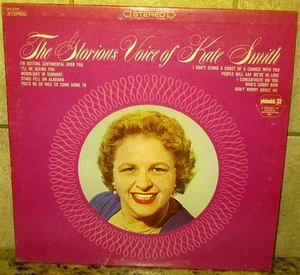 STEREO
The Glorious Voice of Kate Smith
I'M GETTING SENTIMENTAL OVER YOU
I'LL BE SEEING YOU
MOONLIGHT IN VERMONT
STARS FELL ON ALABAMA
YOU'D BE SO NICE TO COME HOME TO
I DON'T STAND A GHOST OF A CHANCE WITH YOU
PEOPLE WILL SAY WE'RE IN LOVE
I CONCENTRATE ON YOU
WHO'S SORRY NOW
DON'T WORRY ABOUT ME
pickwick/33